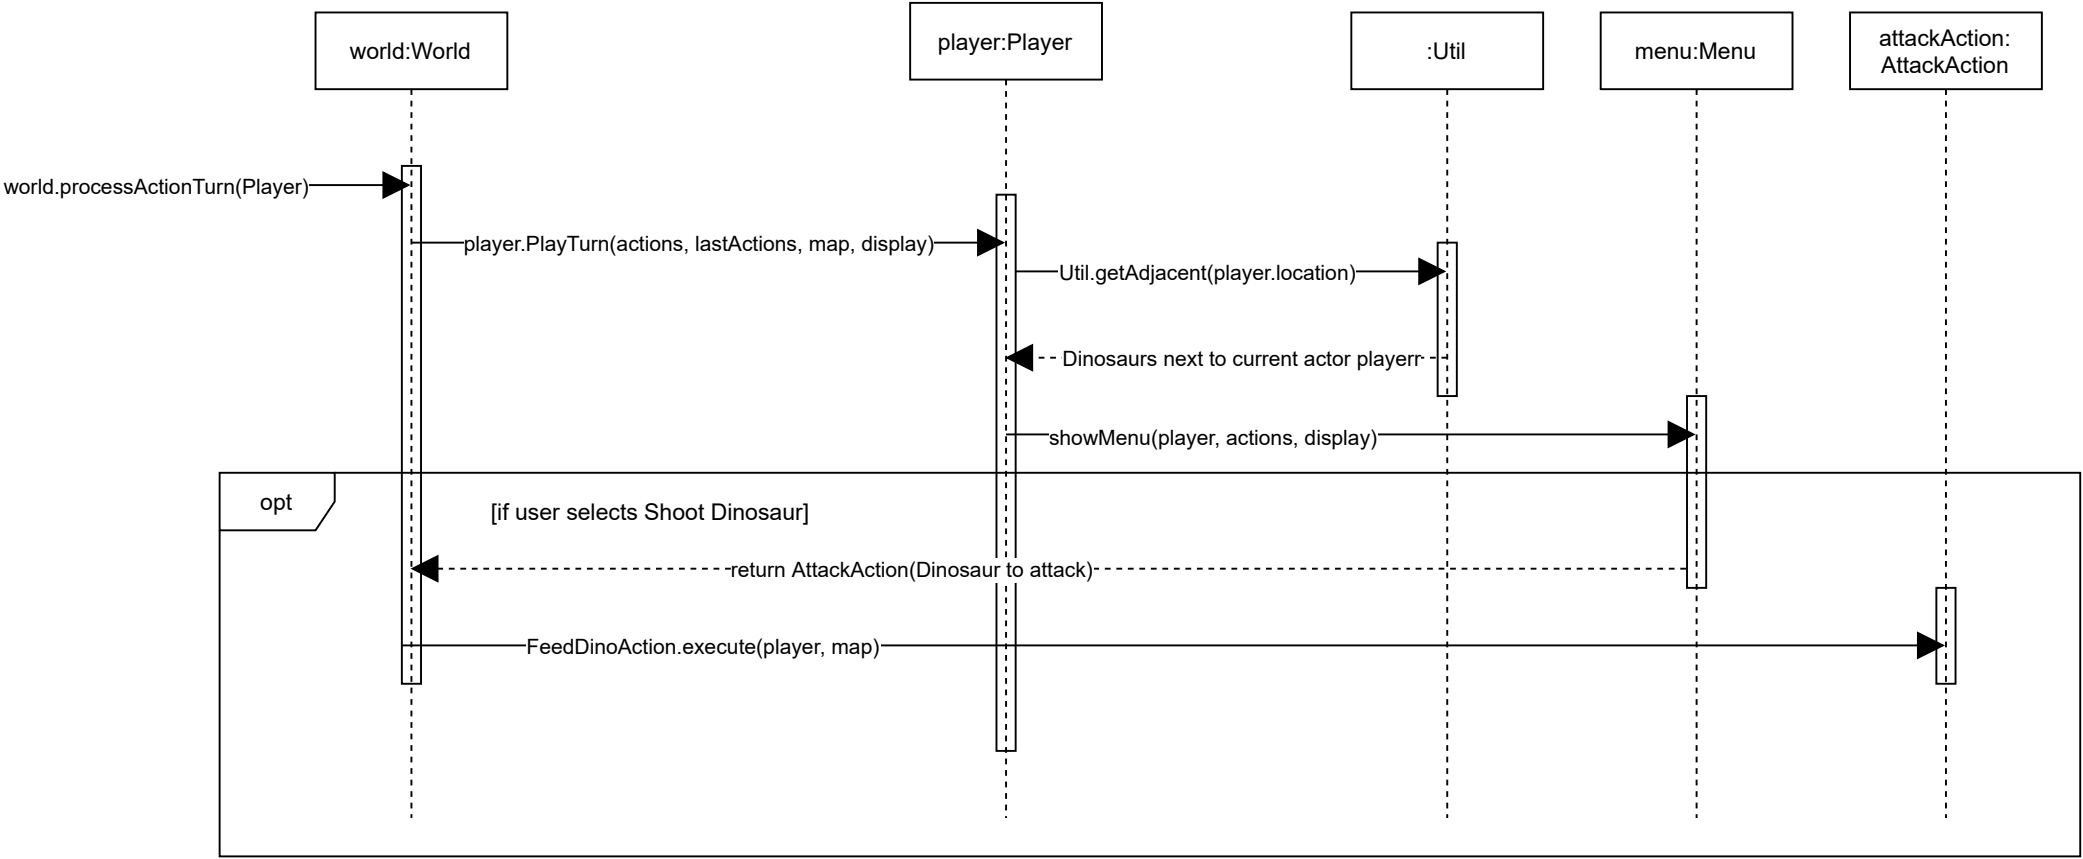 world:World
player:Player
:Util
menu:Menu
attackAction:
AttackAction
world.processActionTurn(Player)
player.PlayTurn(actions, lastActions, map, display)
Util.getAdjacent(player.location)
Dinosaurs next to current actor playerr
showMenu(player, actions, display)
opt
[if user selects Shoot Dinosaur]
return AttackAction(Dinosaur to attack)
FeedDinoAction.execute(player, map)